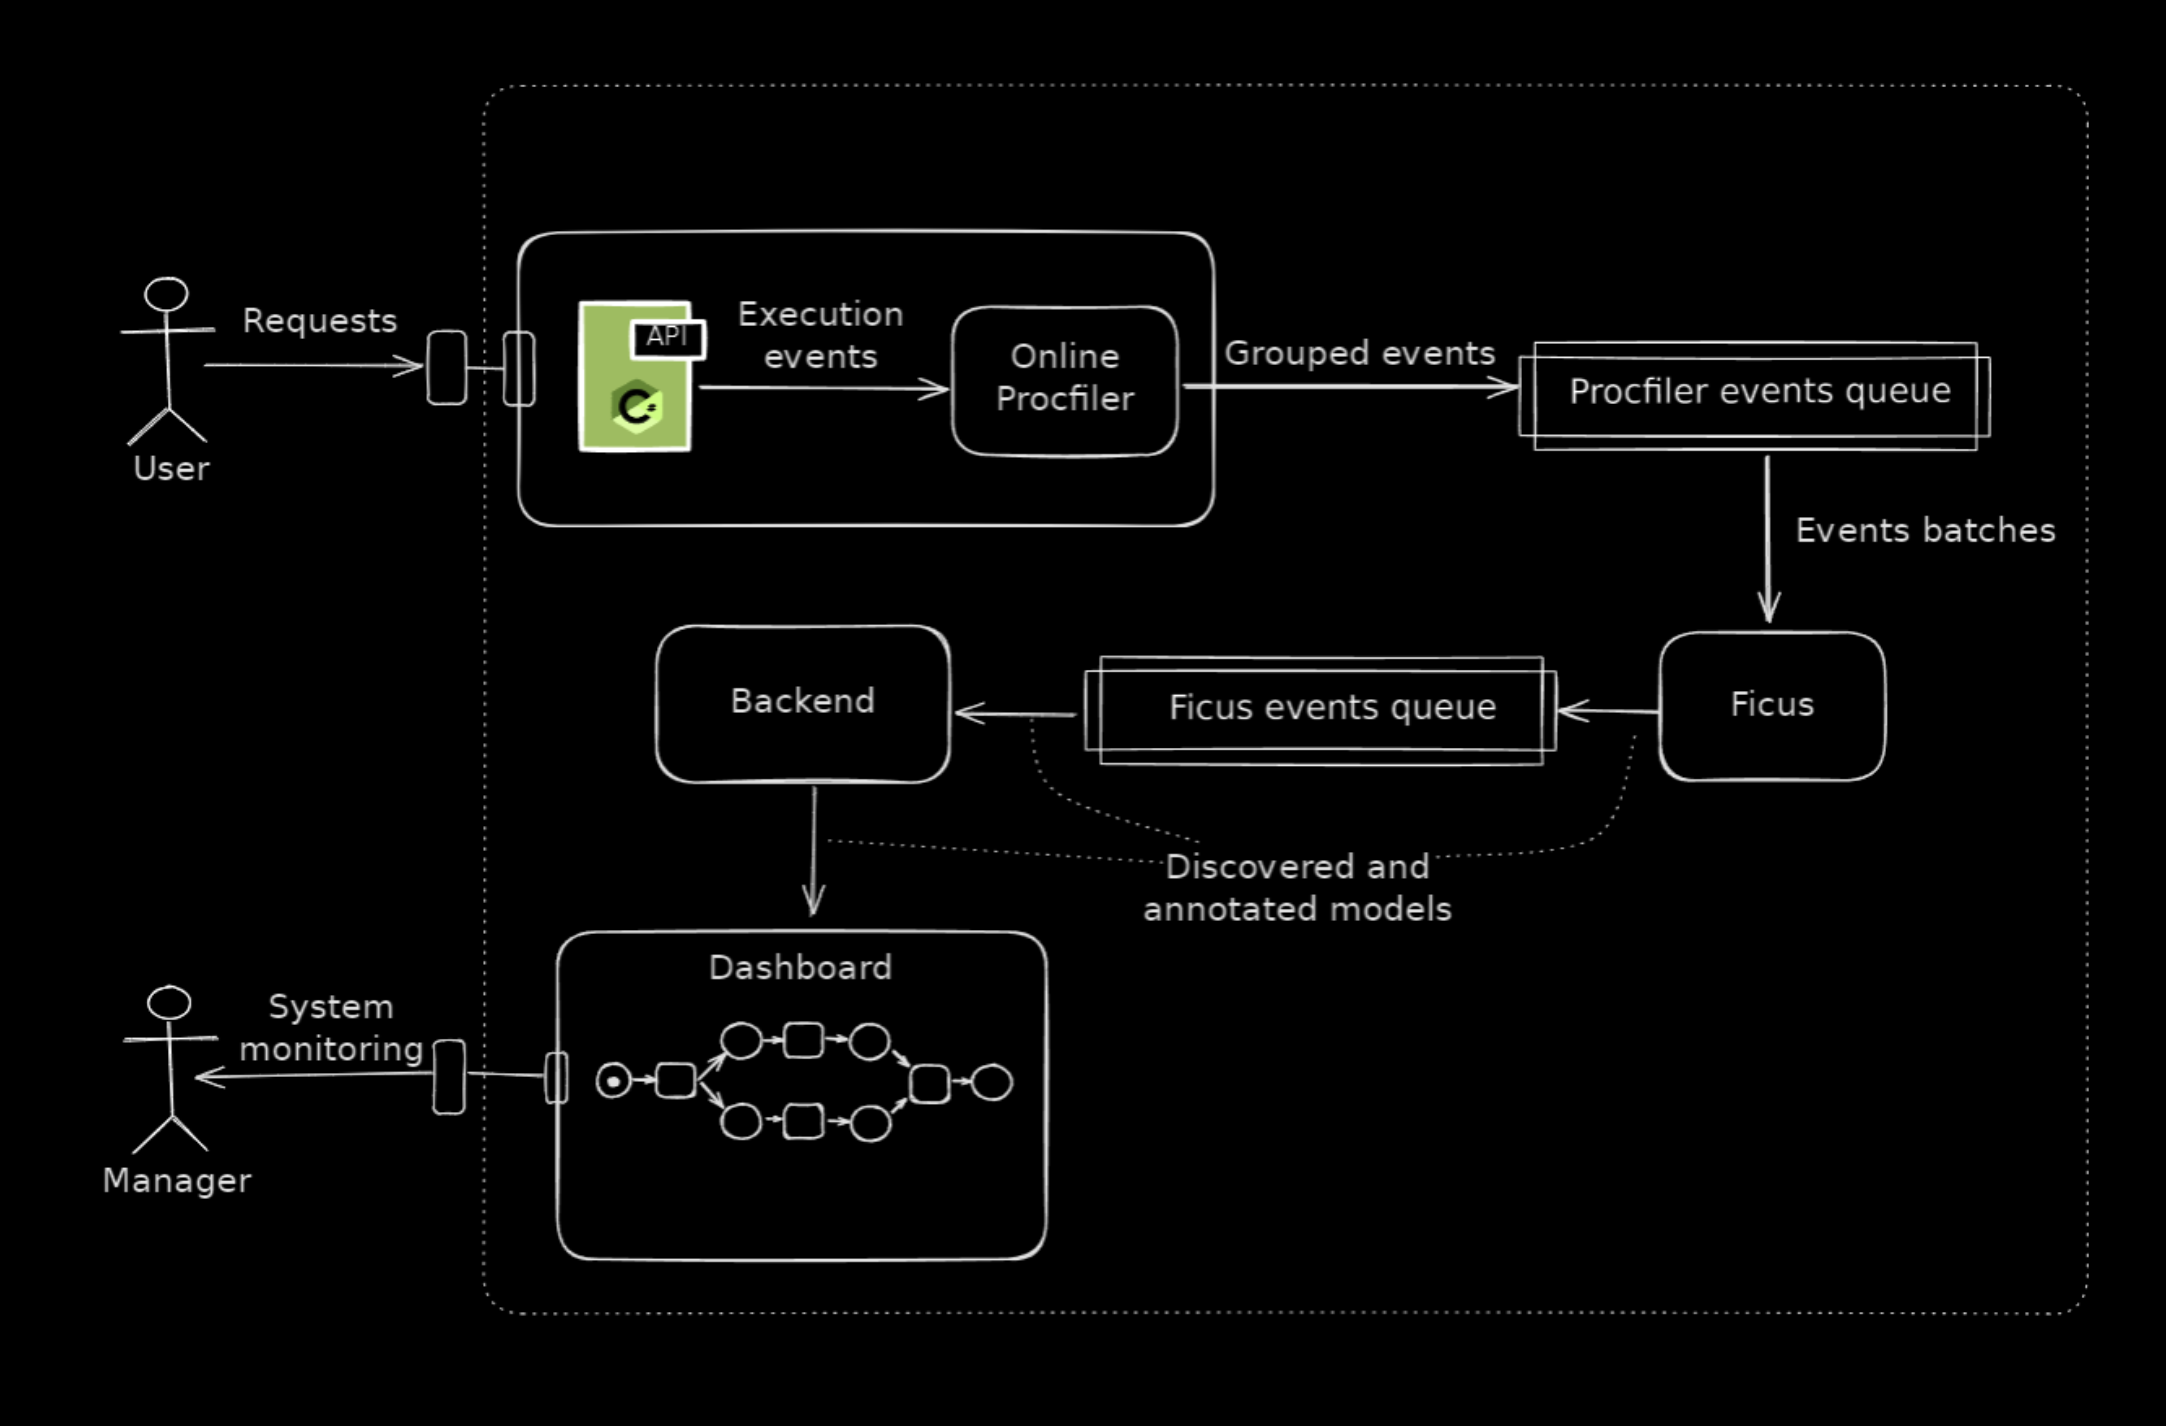 Requests
User
API
C#
Execution
events
Online
Procfiler
Grouped events
Procfiler events queue
Events batches
Backend
Ficus events queue
Ficus
Discovered and
annotated models
Dashboard
System
monitoring
Manager